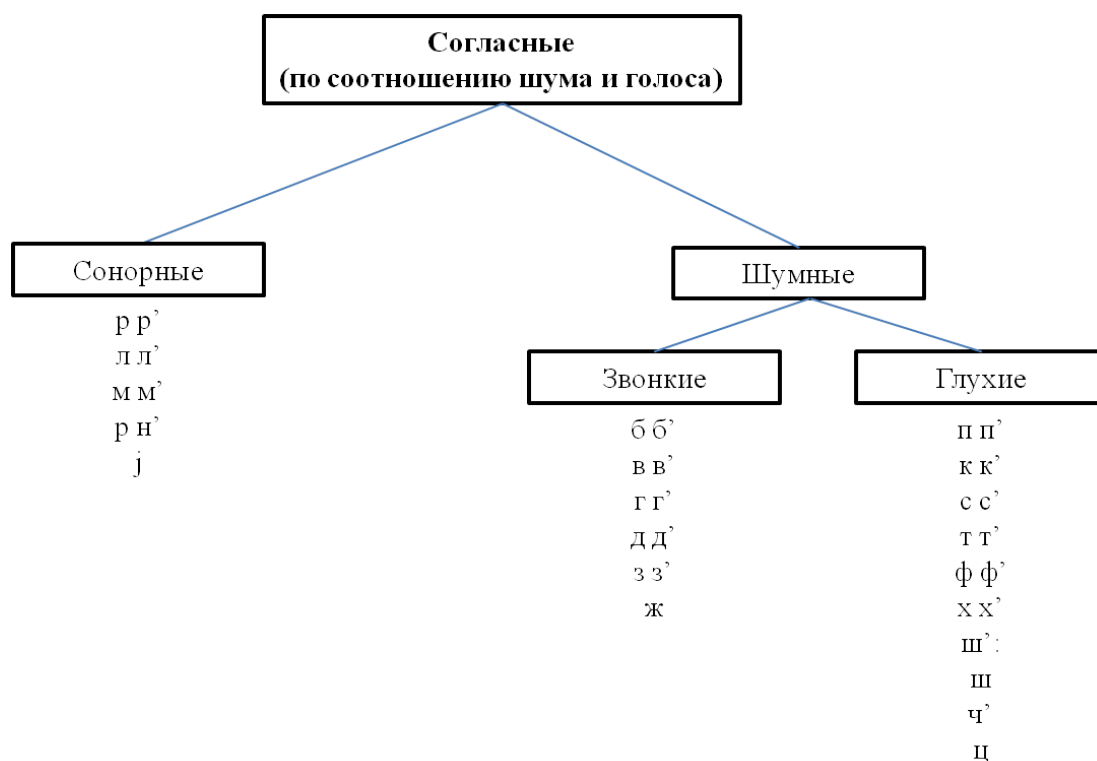 Согласные
(по соотношению шума и голоса)
Сонорные
р р’
л л’
м м’
р н’
j
Шумные
Звонкие
б б’
в в’
г г’
д д’
з з’
ж
Глухие
п п’
к к’
с с’
т т’
ф ф’
х х’
ш’ :
ш
ч’
ц